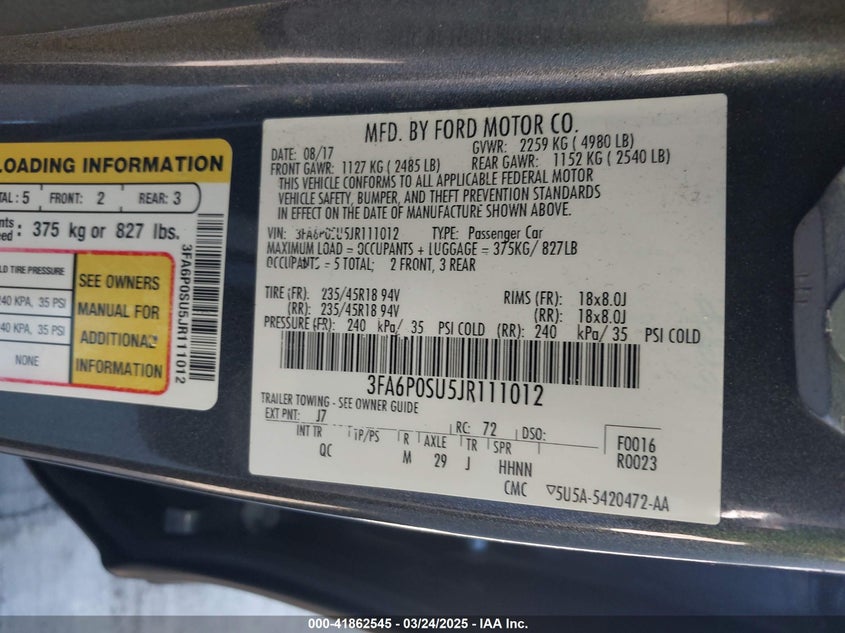 LOADING INFORMATION
TAL : 5 FRONT: 2 REAR: 3
375 kg or 827 lbs.
LD TIRE PRESSURE
240 KPA, 35 PSI
240 KPA, 35 PSI
NONE
SEE OWNERS
MANUAL FOR
ADDITIONAL
INFORMATION
3FA6P0SU5JR111012
MFD. BY FORD MOTOR CO.
DATE: 08/17 GVWR: 2259 KG ( 4980 LB)
FRONT GAWR: 1127 KG ( 2485 LB) REAR GAWR: 1152 KG ( 2540 LB)
THIS VEHICLE CONFORMS TO ALL APPLICABLE FEDERAL MOTOR
VEHICLE SAFETY, BUMPER, AND THEFT PREVENTION STANDARDS
IN EFFECT ON THE DATE OF MANUFACTURE SHOWN ABOVE.
VIN: 3FA6P0SU5JR111012 TYPE: Passenger Car
MAXIMUM LOAD = OCCUPANTS + LUGGAGE = 375KG/ 827LB
OCCUPANTS = 5 TOTAL; 2 FRONT, 3 REAR
TIRE (FR): 235/45R18 94V RIMS (FR): 18x8.0J
(RR): 235/45R18 94V (RR): 18x8.0J
PRESSURE (FR): 240 kPa/ 35 PSI COLD (RR): 240 kPa/ 35 PSI COLD
3FA6P0SU5JR111012
TRAILER TOWING - SEE OWNER GUIDE
EXT PNT: J7 RC: 72 DSO: F0016
INT TR TP/PS R AXLE TR SPR R0023
QC M 29 J HHNN
CMC ▽5U5A-5420472-AA
000-41862545 - 03/24/2025 - IAA Inc.